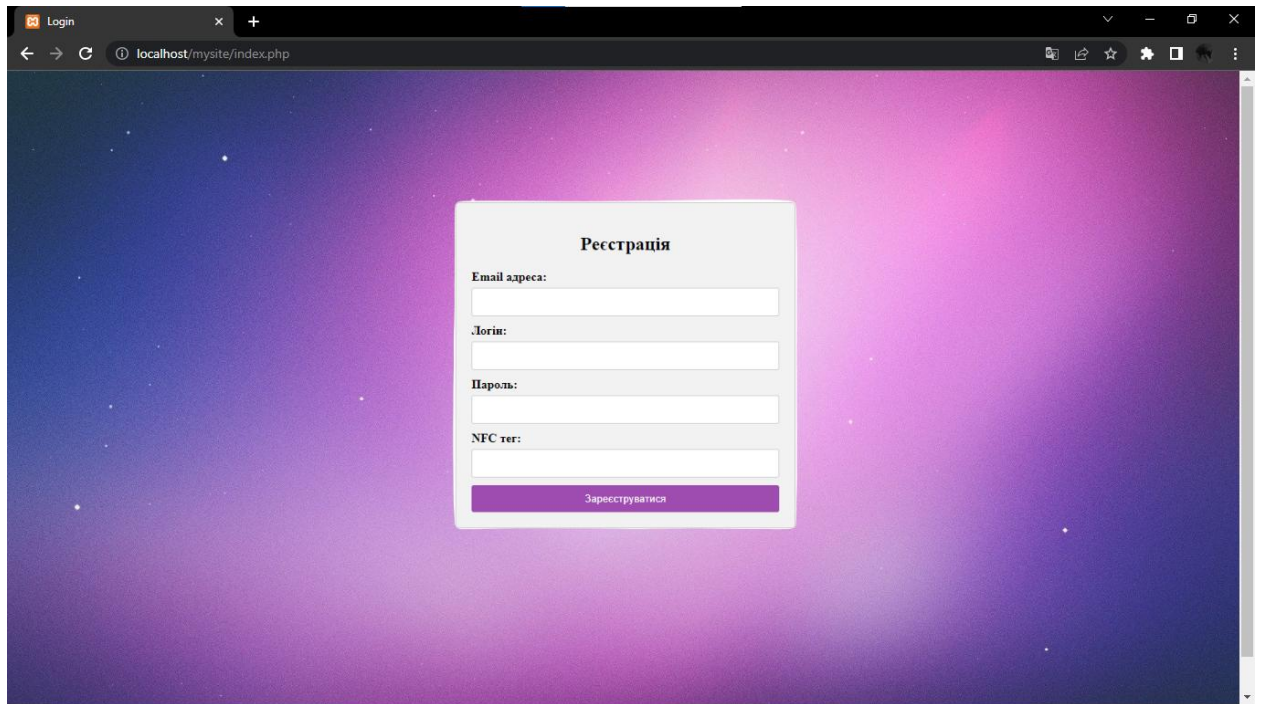 Login
localhost/mysite/index.php
Реєстрація
Email адреса:
Логін:
Пароль:
NFC тег:
Зареєструватися